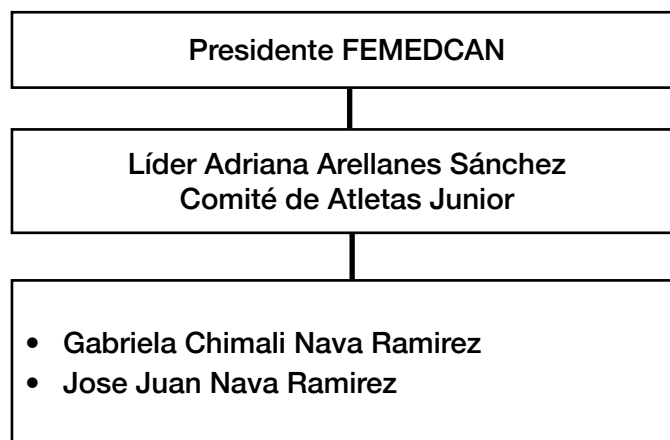 Presidente FEMEDCAN
Líder Adriana Arellanes Sánchez
Comité de Atletas Junior
• Gabriela Chimali Nava Ramirez
• Jose Juan Nava Ramirez